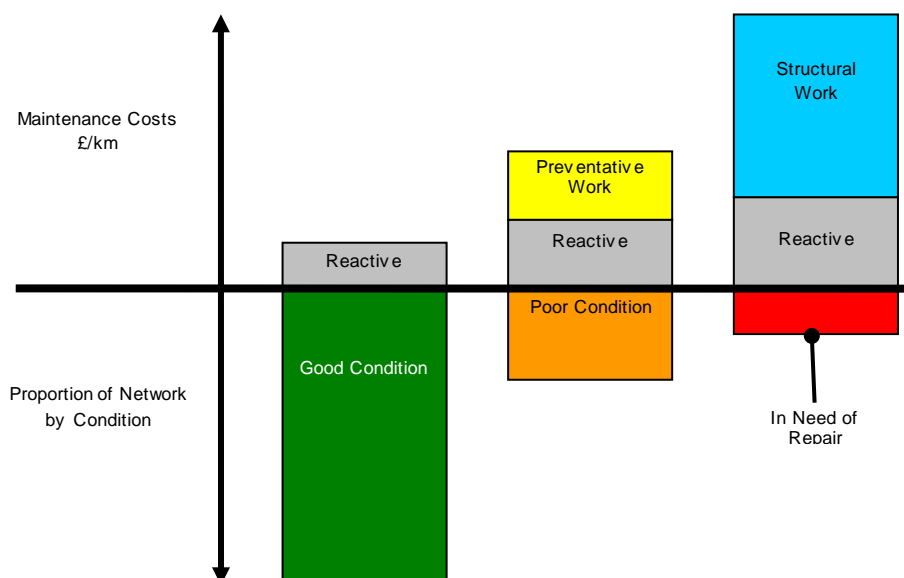 Maintenance Costs
£/km
Structural
Work
Preventative
Work
Reactive
Reactive
Reactive
Poor Condition
Good Condition
Proportion of Network
by Condition
In Need of
Repair